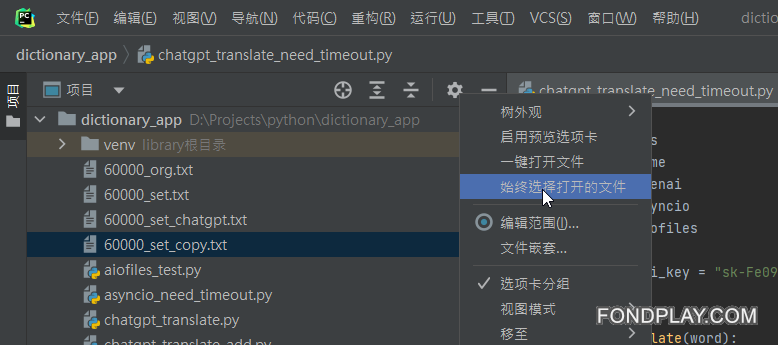 PC
文件(F) 编辑(E) 视图(V) 导航(N) 代码(C) 重构(R) 运行(U) 工具(T) VCS(S) 窗口(W) 帮助(H) dictio
dictionary_app chatgpt_translate_need_timeout.py
项目
项目
chatgpt_translate_need_timeout.py
dictionary_app D:\Projects\python\dictionary_app
venv library根目录
60000_org.txt
60000_set.txt
60000_set_chatgpt.txt
60000_set_copy.txt
aiofiles_test.py
asyncio_need_timeout.py
chatgpt_translate.py
chatgpt_translate_add.py
树外观
启用预览选项卡
一键打开文件
始终选择打开的文件
编辑范围(I)...
文件嵌套...
选项卡分组
视图模式
移至
s
me
enai
yncio
ofiles
i_key = "sk-Fe09
late(word):
FONDPLAY.COM